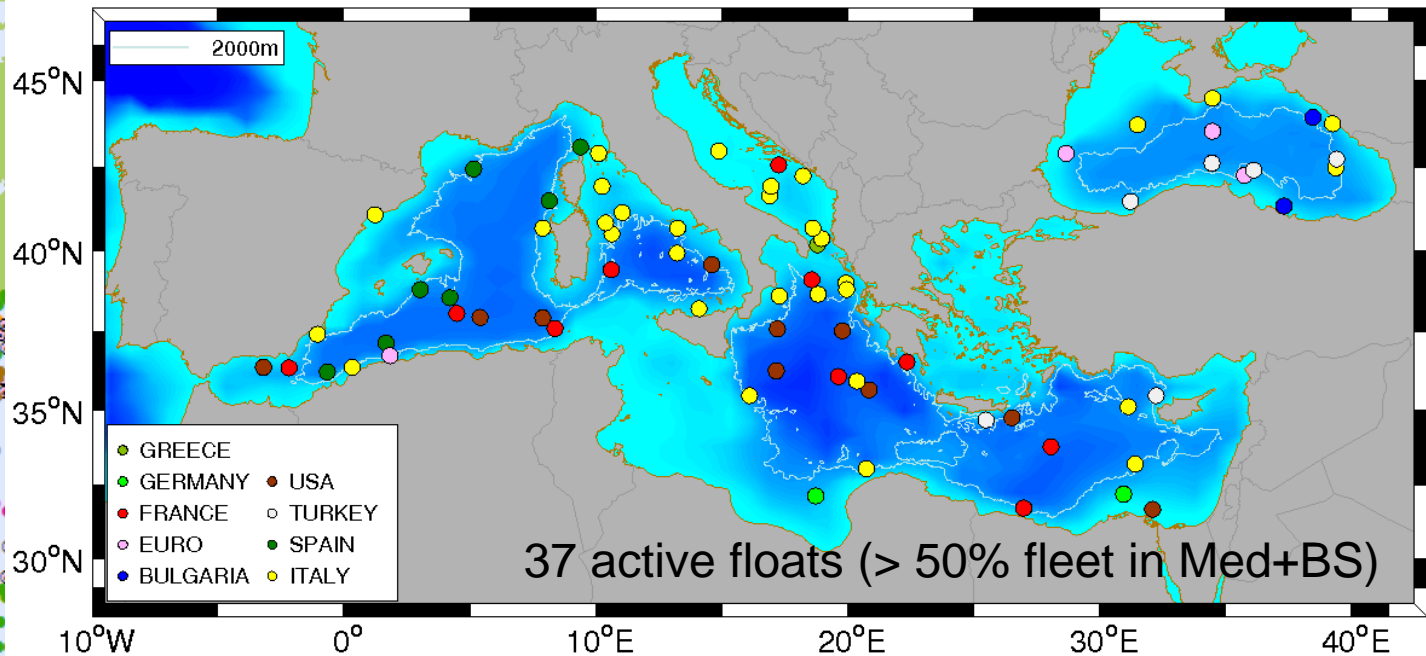 2000m
45°N
40°N
35°N
30°N
GREECE
GERMANY
USA
FRANCE
TURKEY
EURO
SPAIN
BULGARIA
ITALY
37 active floats (> 50% fleet in Med+BS)
10°W
0°
10°E
20°E
30°E
40°E